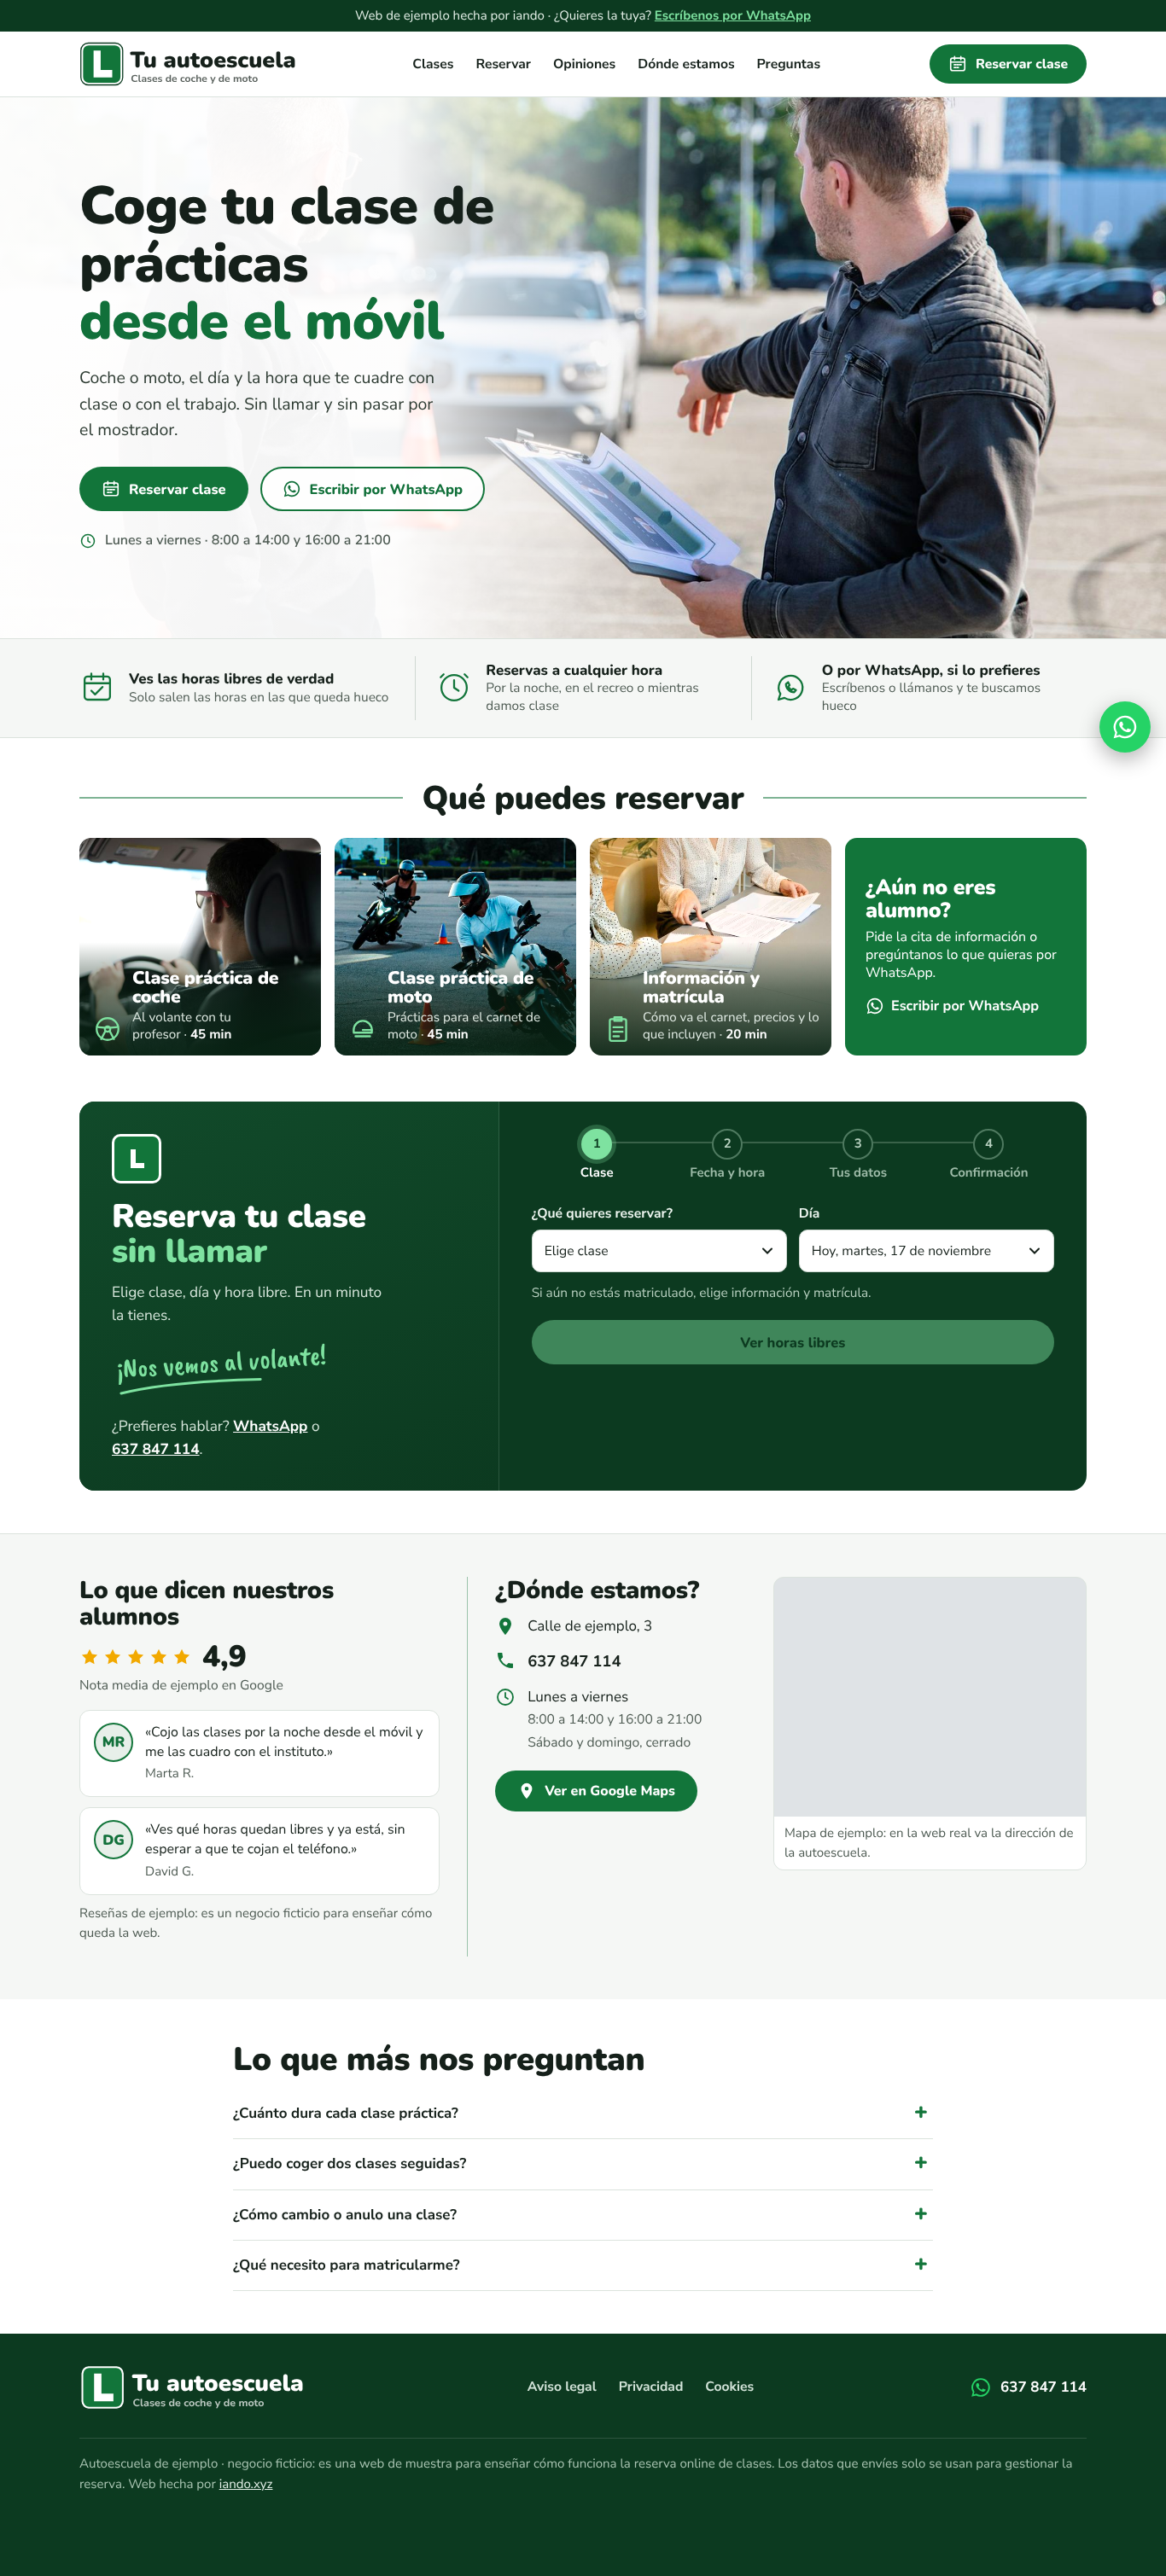 Web de ejemplo hecha por iando · ¿Quieres la tuya? Escríbenos por WhatsApp
L
Tu autoescuela
Clases de coche y de moto
Clases
Reservar
Opiniones
Dónde estamos
Preguntas
Reservar clase
Coge tu clase de
prácticas
desde el móvil
Coche o moto, el día y la hora que te cuadre con
clase o con el trabajo. Sin llamar y sin pasar por
el mostrador.
Reservar clase
Escribir por WhatsApp
Lunes a viernes · 8:00 a 14:00 y 16:00 a 21:00
Ves las horas libres de verdad
Solo salen las horas en las que queda hueco
Reservas a cualquier hora
Por la noche, en el recreo o mientras
damos clase
O por WhatsApp, si lo prefieres
Escríbenos o llámanos y te buscamos
hueco
Qué puedes reservar
Clase práctica de
coche
Al volante con tu
profesor · 45 min
Clase práctica de
moto
Prácticas para el carnet de
moto · 45 min
Información y
matrícula
Cómo va el carnet, precios y lo
que incluyen · 20 min
¿Aún no eres
alumno?
Pide la cita de información o
pregúntanos lo que quieras por
WhatsApp.
Escribir por WhatsApp
L
Reserva tu clase
sin llamar
Elige clase, día y hora libre. En un minuto
la tienes.
¡Nos vemos al volante!
¿Prefieres hablar? WhatsApp o
637 847 114.
1
2
3
4
Clase
Fecha y hora
Tus datos
Confirmación
¿Qué quieres reservar?
Día
Elige clase
Hoy, martes, 17 de noviembre
Si aún no estás matriculado, elige información y matrícula.
Ver horas libres
Lo que dicen nuestros
alumnos
4,9
Nota media de ejemplo en Google
MR
«Cojo las clases por la noche desde el móvil y
me las cuadro con el instituto.»
Marta R.
DG
«Ves qué horas quedan libres y ya está, sin
esperar a que te cojan el teléfono.»
David G.
Reseñas de ejemplo: es un negocio ficticio para enseñar cómo
queda la web.
¿Dónde estamos?
Calle de ejemplo, 3
637 847 114
Lunes a viernes
8:00 a 14:00 y 16:00 a 21:00
Sábado y domingo, cerrado
Ver en Google Maps
Mapa de ejemplo: en la web real va la dirección de
la autoescuela.
Lo que más nos preguntan
¿Cuánto dura cada clase práctica?
¿Puedo coger dos clases seguidas?
¿Cómo cambio o anulo una clase?
¿Qué necesito para matricularme?
L
Tu autoescuela
Clases de coche y de moto
Aviso legal
Privacidad
Cookies
637 847 114
Autoescuela de ejemplo · negocio ficticio: es una web de muestra para enseñar cómo funciona la reserva online de clases. Los datos que envíes solo se usan para gestionar la
reserva. Web hecha por iando.xyz